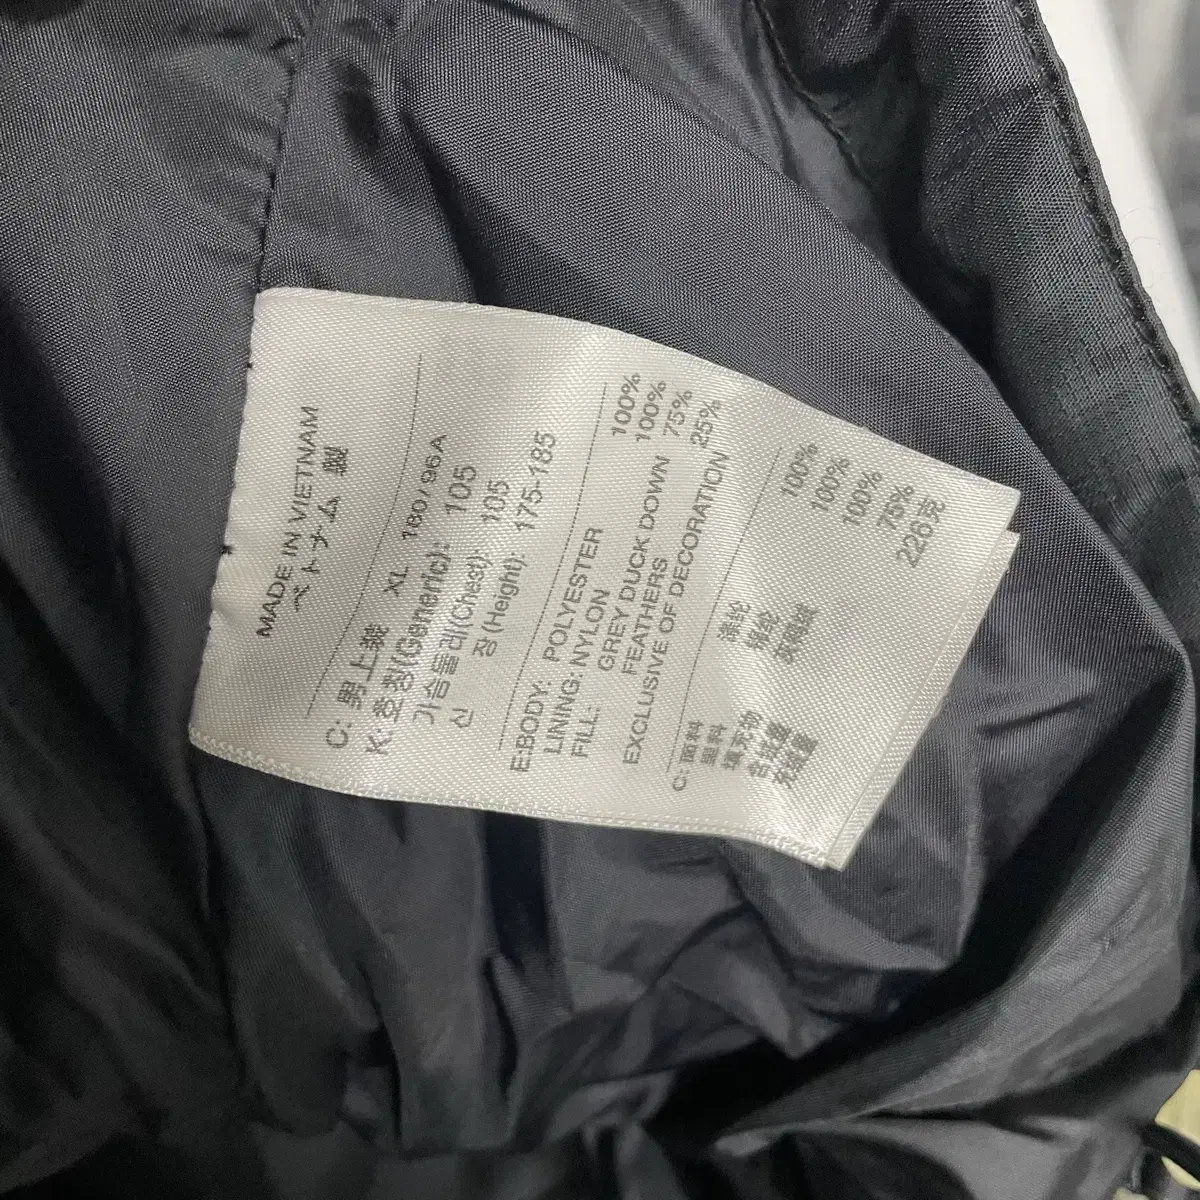 MADE IN VIETNAM
ベトナム 製
C: 男上装 XL 180/96A
K: 호칭(Generic): 105
가슴둘레(Chest): 105
신 장(Height): 175-185
E:BODY: POLYESTER 100%
LINING: NYLON 100%
FILL: GREY DUCK DOWN 75%
FEATHERS 25%
EXCLUSIVE OF DECORATION
C: 面料 涤纶 100%
里料 锦纶 100%
填充物 灰鸭绒 100%
含绒量 75%
充绒量 226克